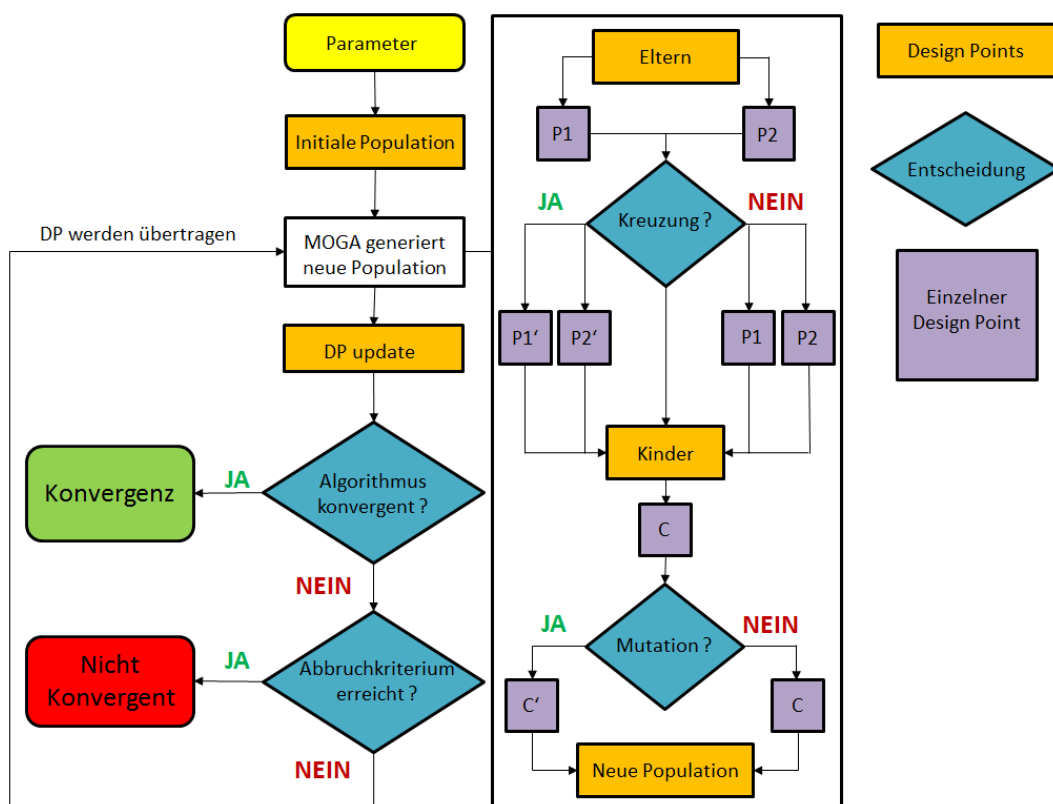 Parameter
Initiale Population
DP werden übertragen
MOGA generiert
neue Population
DP update
Algorithmus
konvergent ?
JA
Konvergenz
NEIN
Abbruchkriterium
erreicht ?
JA
Nicht
Konvergent
NEIN
Eltern
P1
P2
Kreuzung ?
JA
NEIN
P1‘
P2‘
P1
P2
Kinder
C
Mutation ?
JA
NEIN
C‘
C
Neue Population
Design Points
Entscheidung
Einzelner
Design Point